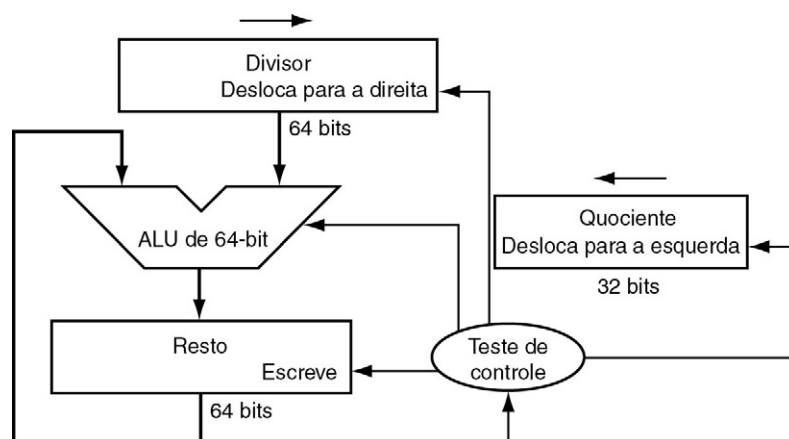 Divisor
Desloca para a direita
64 bits
ALU de 64-bit
Quociente
Desloca para a esquerda
32 bits
Resto
Escreve
64 bits
Teste de
controle